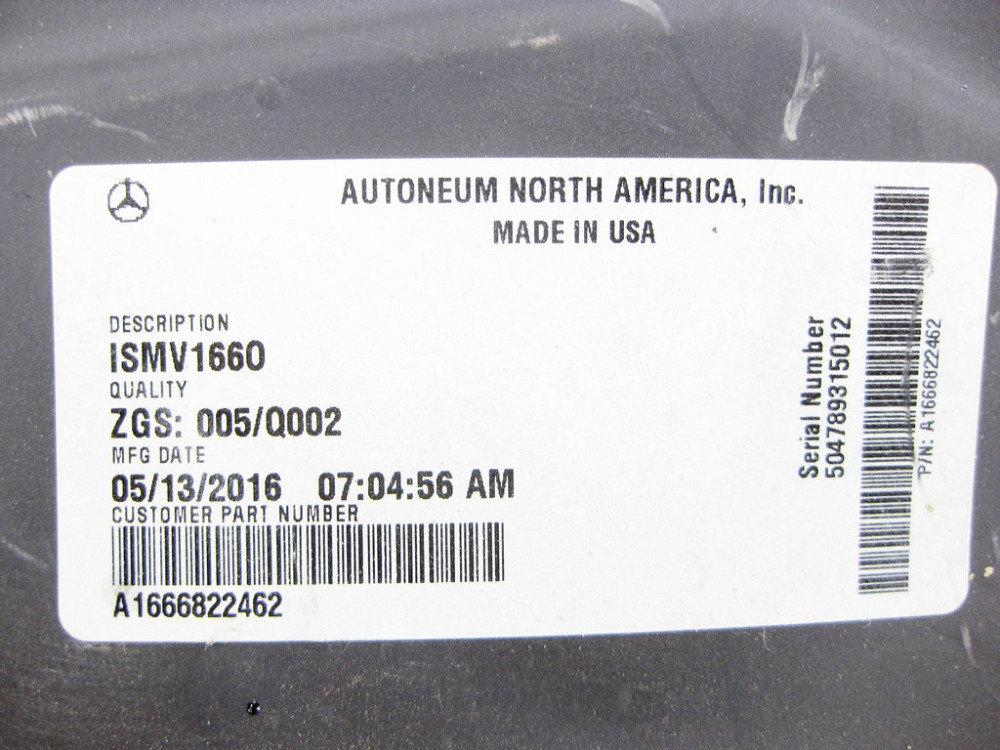 AUTONEUM NORTH AMERICA, Inc.
MADE IN USA
DESCRIPTION
ISMV166O
QUALITY
ZGS: 005/Q002
MFG DATE
05/13/2016 07:04:56 AM
CUSTOMER PART NUMBER
A1666822462
Serial Number
504789315012
P/N: A1666822462